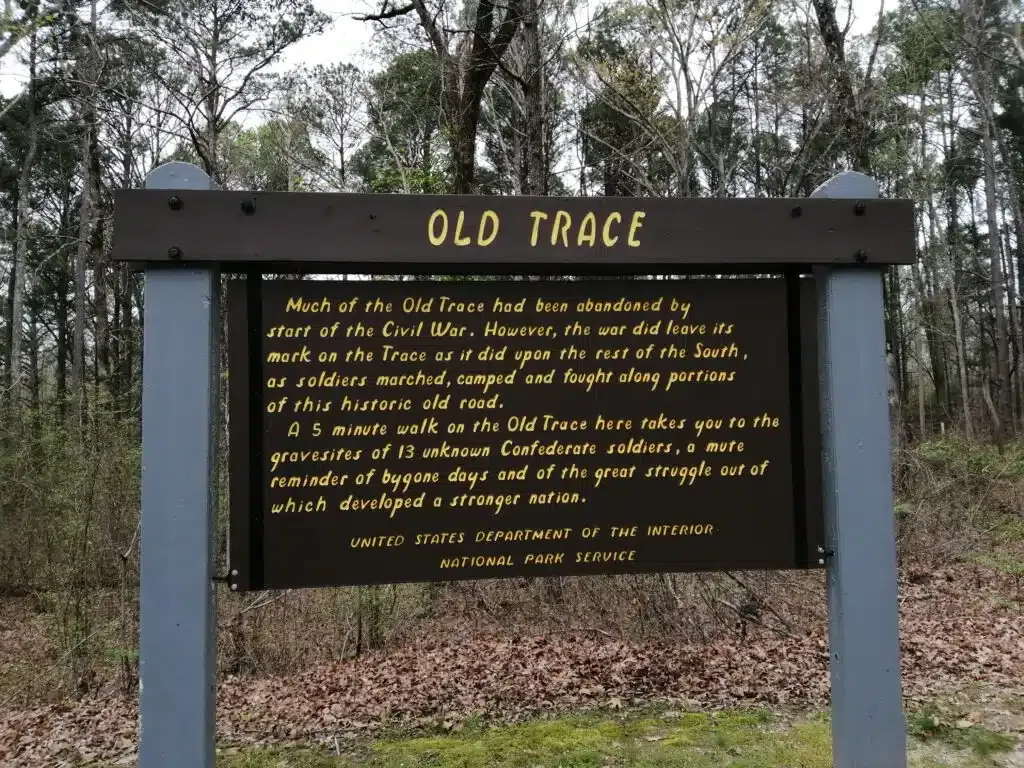 OLD TRACE
Much of the Old Trace had been abandoned by
start of the Civil War. However, the war did leave its
mark on the Trace as it did upon the rest of the South,
as soldiers marched, camped and fought along portions
of this historic old road.
A 5 minute walk on the Old Trace here takes you to the
gravesites of 13 unknown Confederate soldiers, a mute
reminder of bygone days and of the great struggle out of
which developed a stronger nation.
UNITED STATES DEPARTMENT OF THE INTERIOR
NATIONAL PARK SERVICE